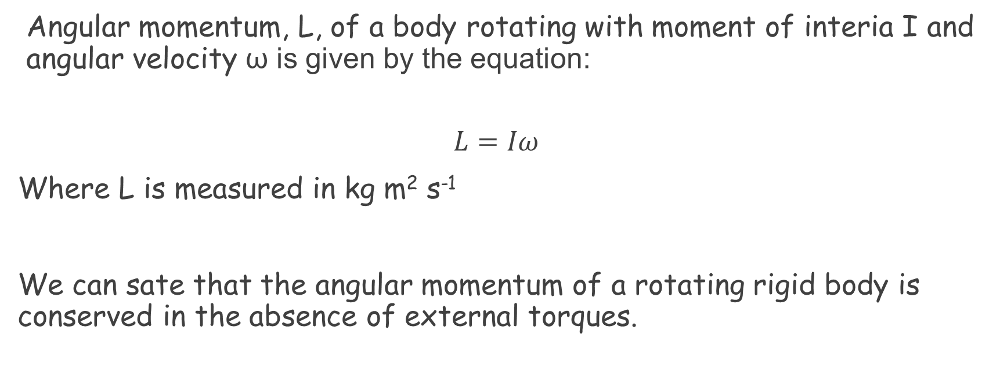 Angular momentum, L, of a body rotating with moment of interia I and
angular velocity ω is given by the equation:
L = Iω
Where L is measured in kg m² s⁻¹
We can sate that the angular momentum of a rotating rigid body is
conserved in the absence of external torques.